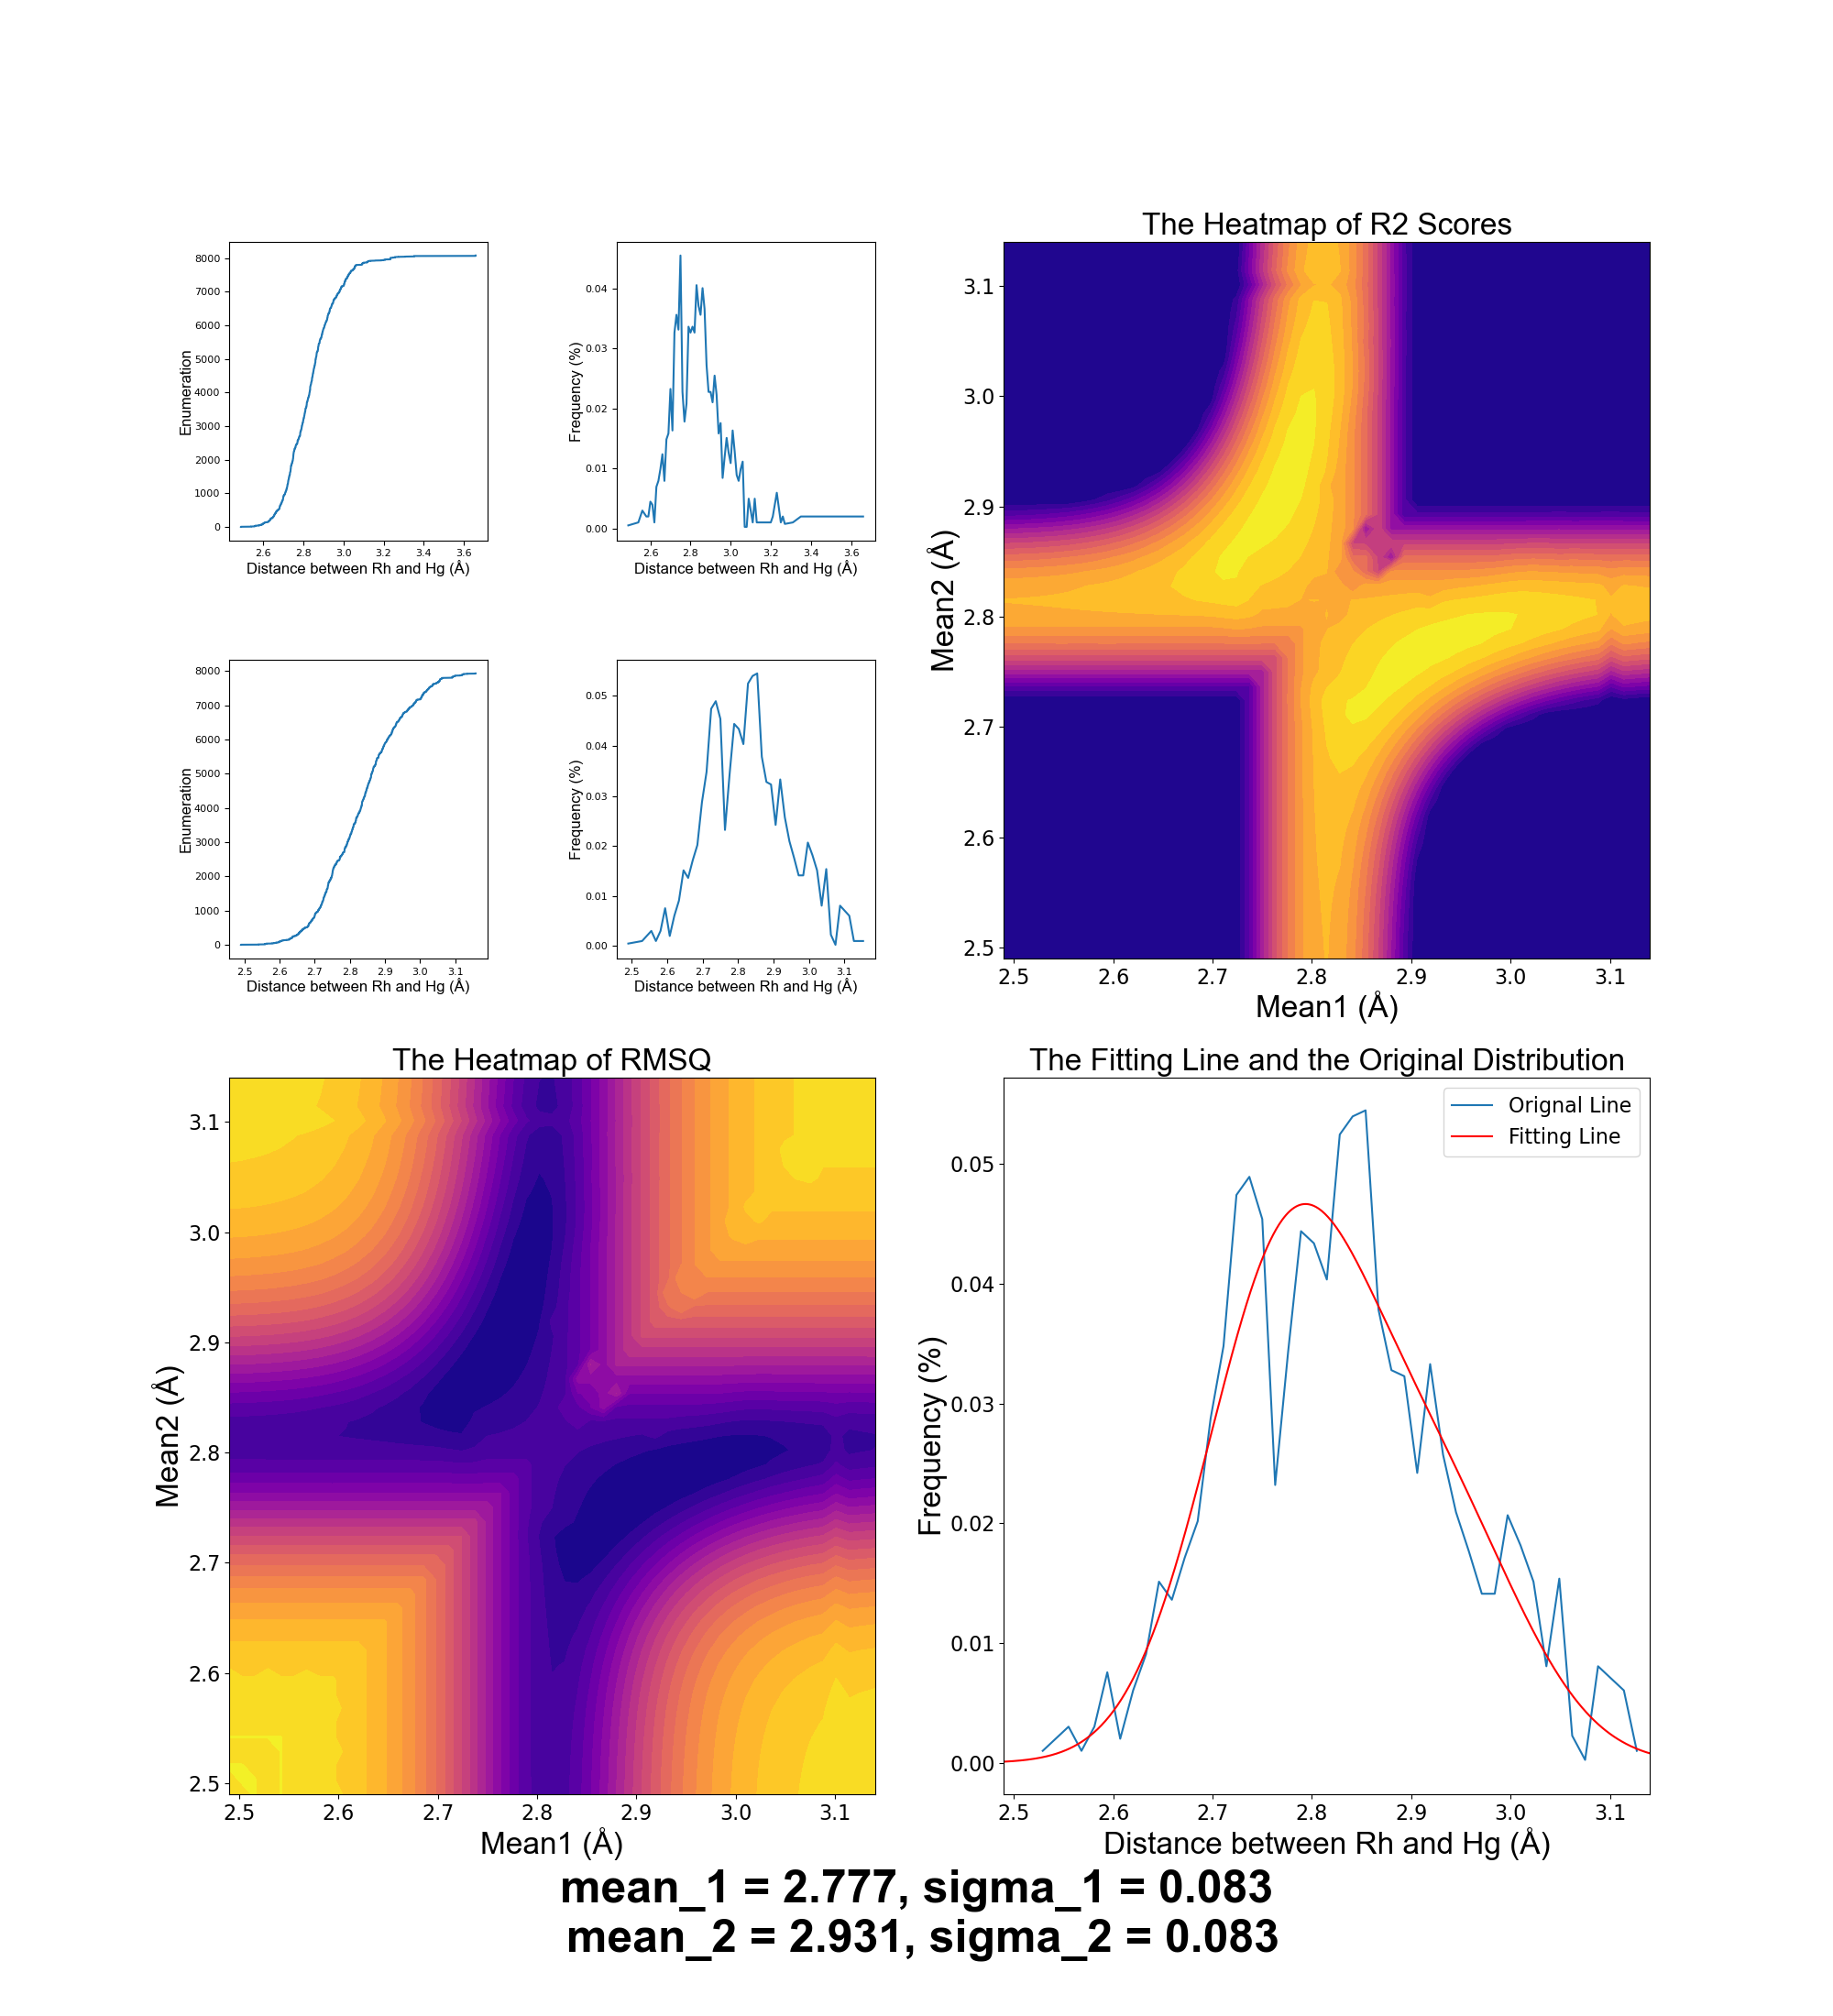 The Heatmap of R2 Scores
8000
7000
6000
5000
4000
3000
2000
1000
0
Enumeration
2.6 2.8 3.0 3.2 3.4 3.6
Distance between Rh and Hg (Å)
0.04
0.03
0.02
0.01
0.00
Frequency (%)
2.6 2.8 3.0 3.2 3.4 3.6
Distance between Rh and Hg (Å)
3.1
3.0
2.9
2.8
2.7
2.6
2.5
Mean2 (Å)
2.5 2.6 2.7 2.8 2.9 3.0 3.1
Mean1 (Å)
8000
7000
6000
5000
4000
3000
2000
1000
0
Enumeration
2.5 2.6 2.7 2.8 2.9 3.0 3.1
Distance between Rh and Hg (Å)
0.05
0.04
0.03
0.02
0.01
0.00
Frequency (%)
2.5 2.6 2.7 2.8 2.9 3.0 3.1
Distance between Rh and Hg (Å)
The Heatmap of RMSQ
3.1
3.0
2.9
2.8
2.7
2.6
2.5
Mean2 (Å)
2.5 2.6 2.7 2.8 2.9 3.0 3.1
Mean1 (Å)
The Fitting Line and the Original Distribution
Orignal Line
Fitting Line
0.05
0.04
0.03
0.02
0.01
0.00
Frequency (%)
2.5 2.6 2.7 2.8 2.9 3.0 3.1
Distance between Rh and Hg (Å)
mean_1 = 2.777, sigma_1 = 0.083
mean_2 = 2.931, sigma_2 = 0.083